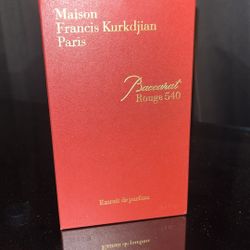 Maison
Francis Kurkdjian
Paris
Baccarat
Rouge 540
Extrait de parfum